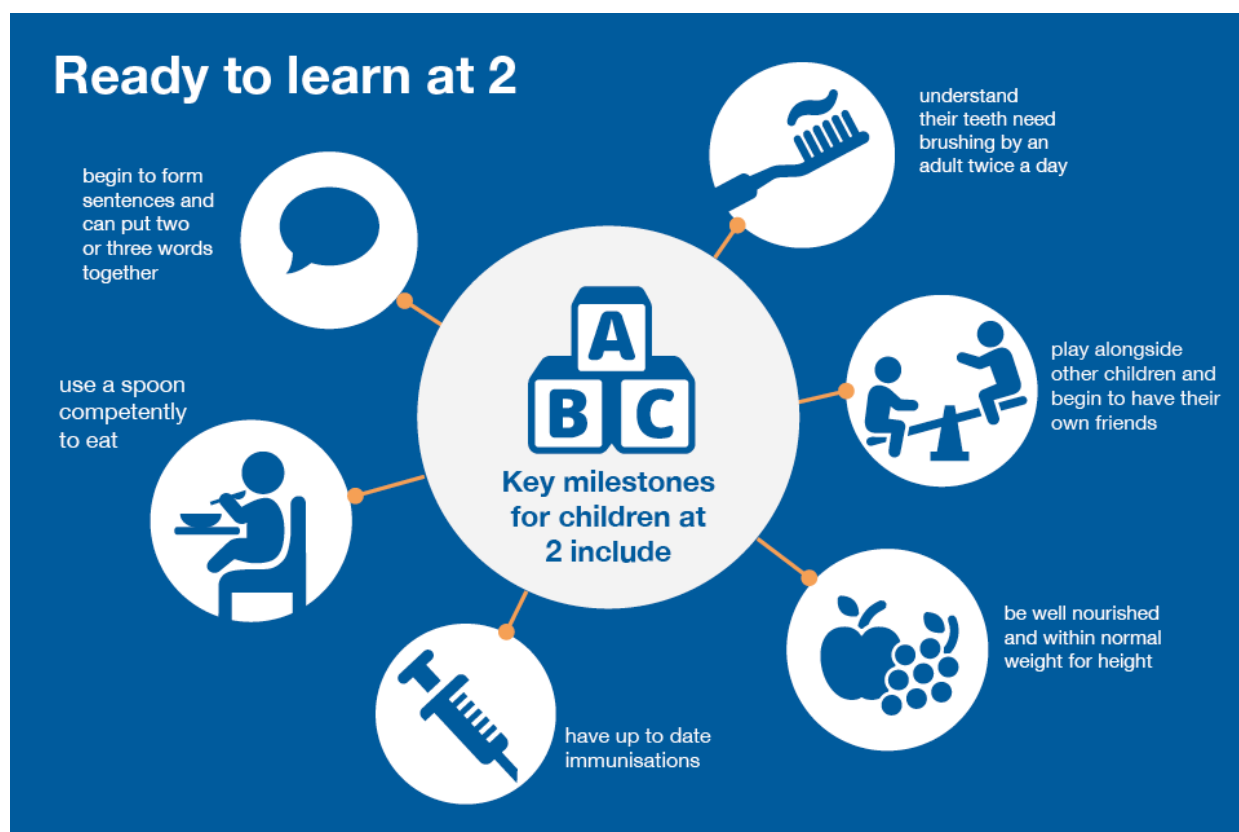 Ready to learn at 2
begin to form
sentences and
can put two
or three words
together
use a spoon
competently
to eat
A
B C
Key milestones
for children at
2 include
understand
their teeth need
brushing by an
adult twice a day
play alongside
other children and
begin to have their
own friends
be well nourished
and within normal
weight for height
have up to date
immunisations